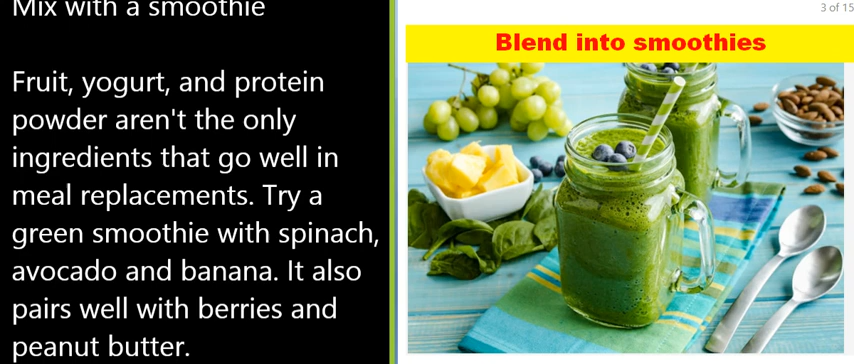 Mix with a smoothie
Fruit, yogurt, and protein
powder aren't the only
ingredients that go well in
meal replacements. Try a
green smoothie with spinach,
avocado and banana. It also
pairs well with berries and
peanut butter.
3 of 15
Blend into smoothies